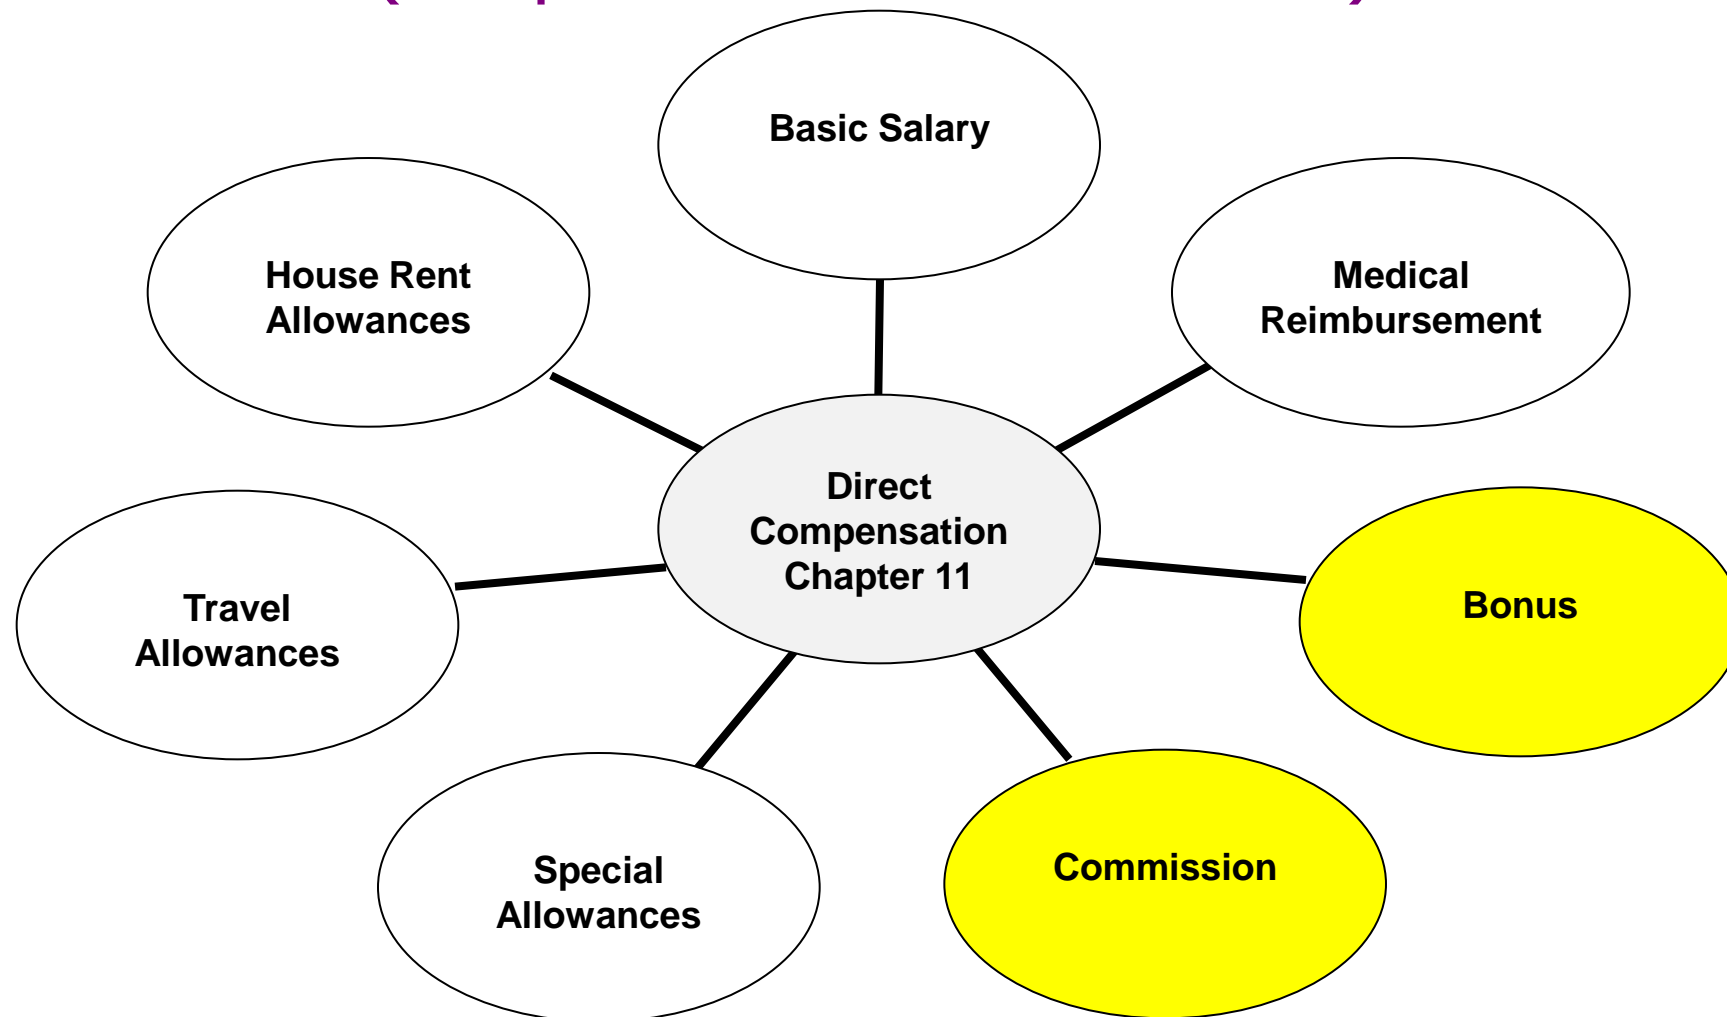 Basic Salary
House Rent
Allowances
Medical
Reimbursement
Direct
Compensation
Chapter 11
Travel
Allowances
Bonus
Special
Allowances
Commission